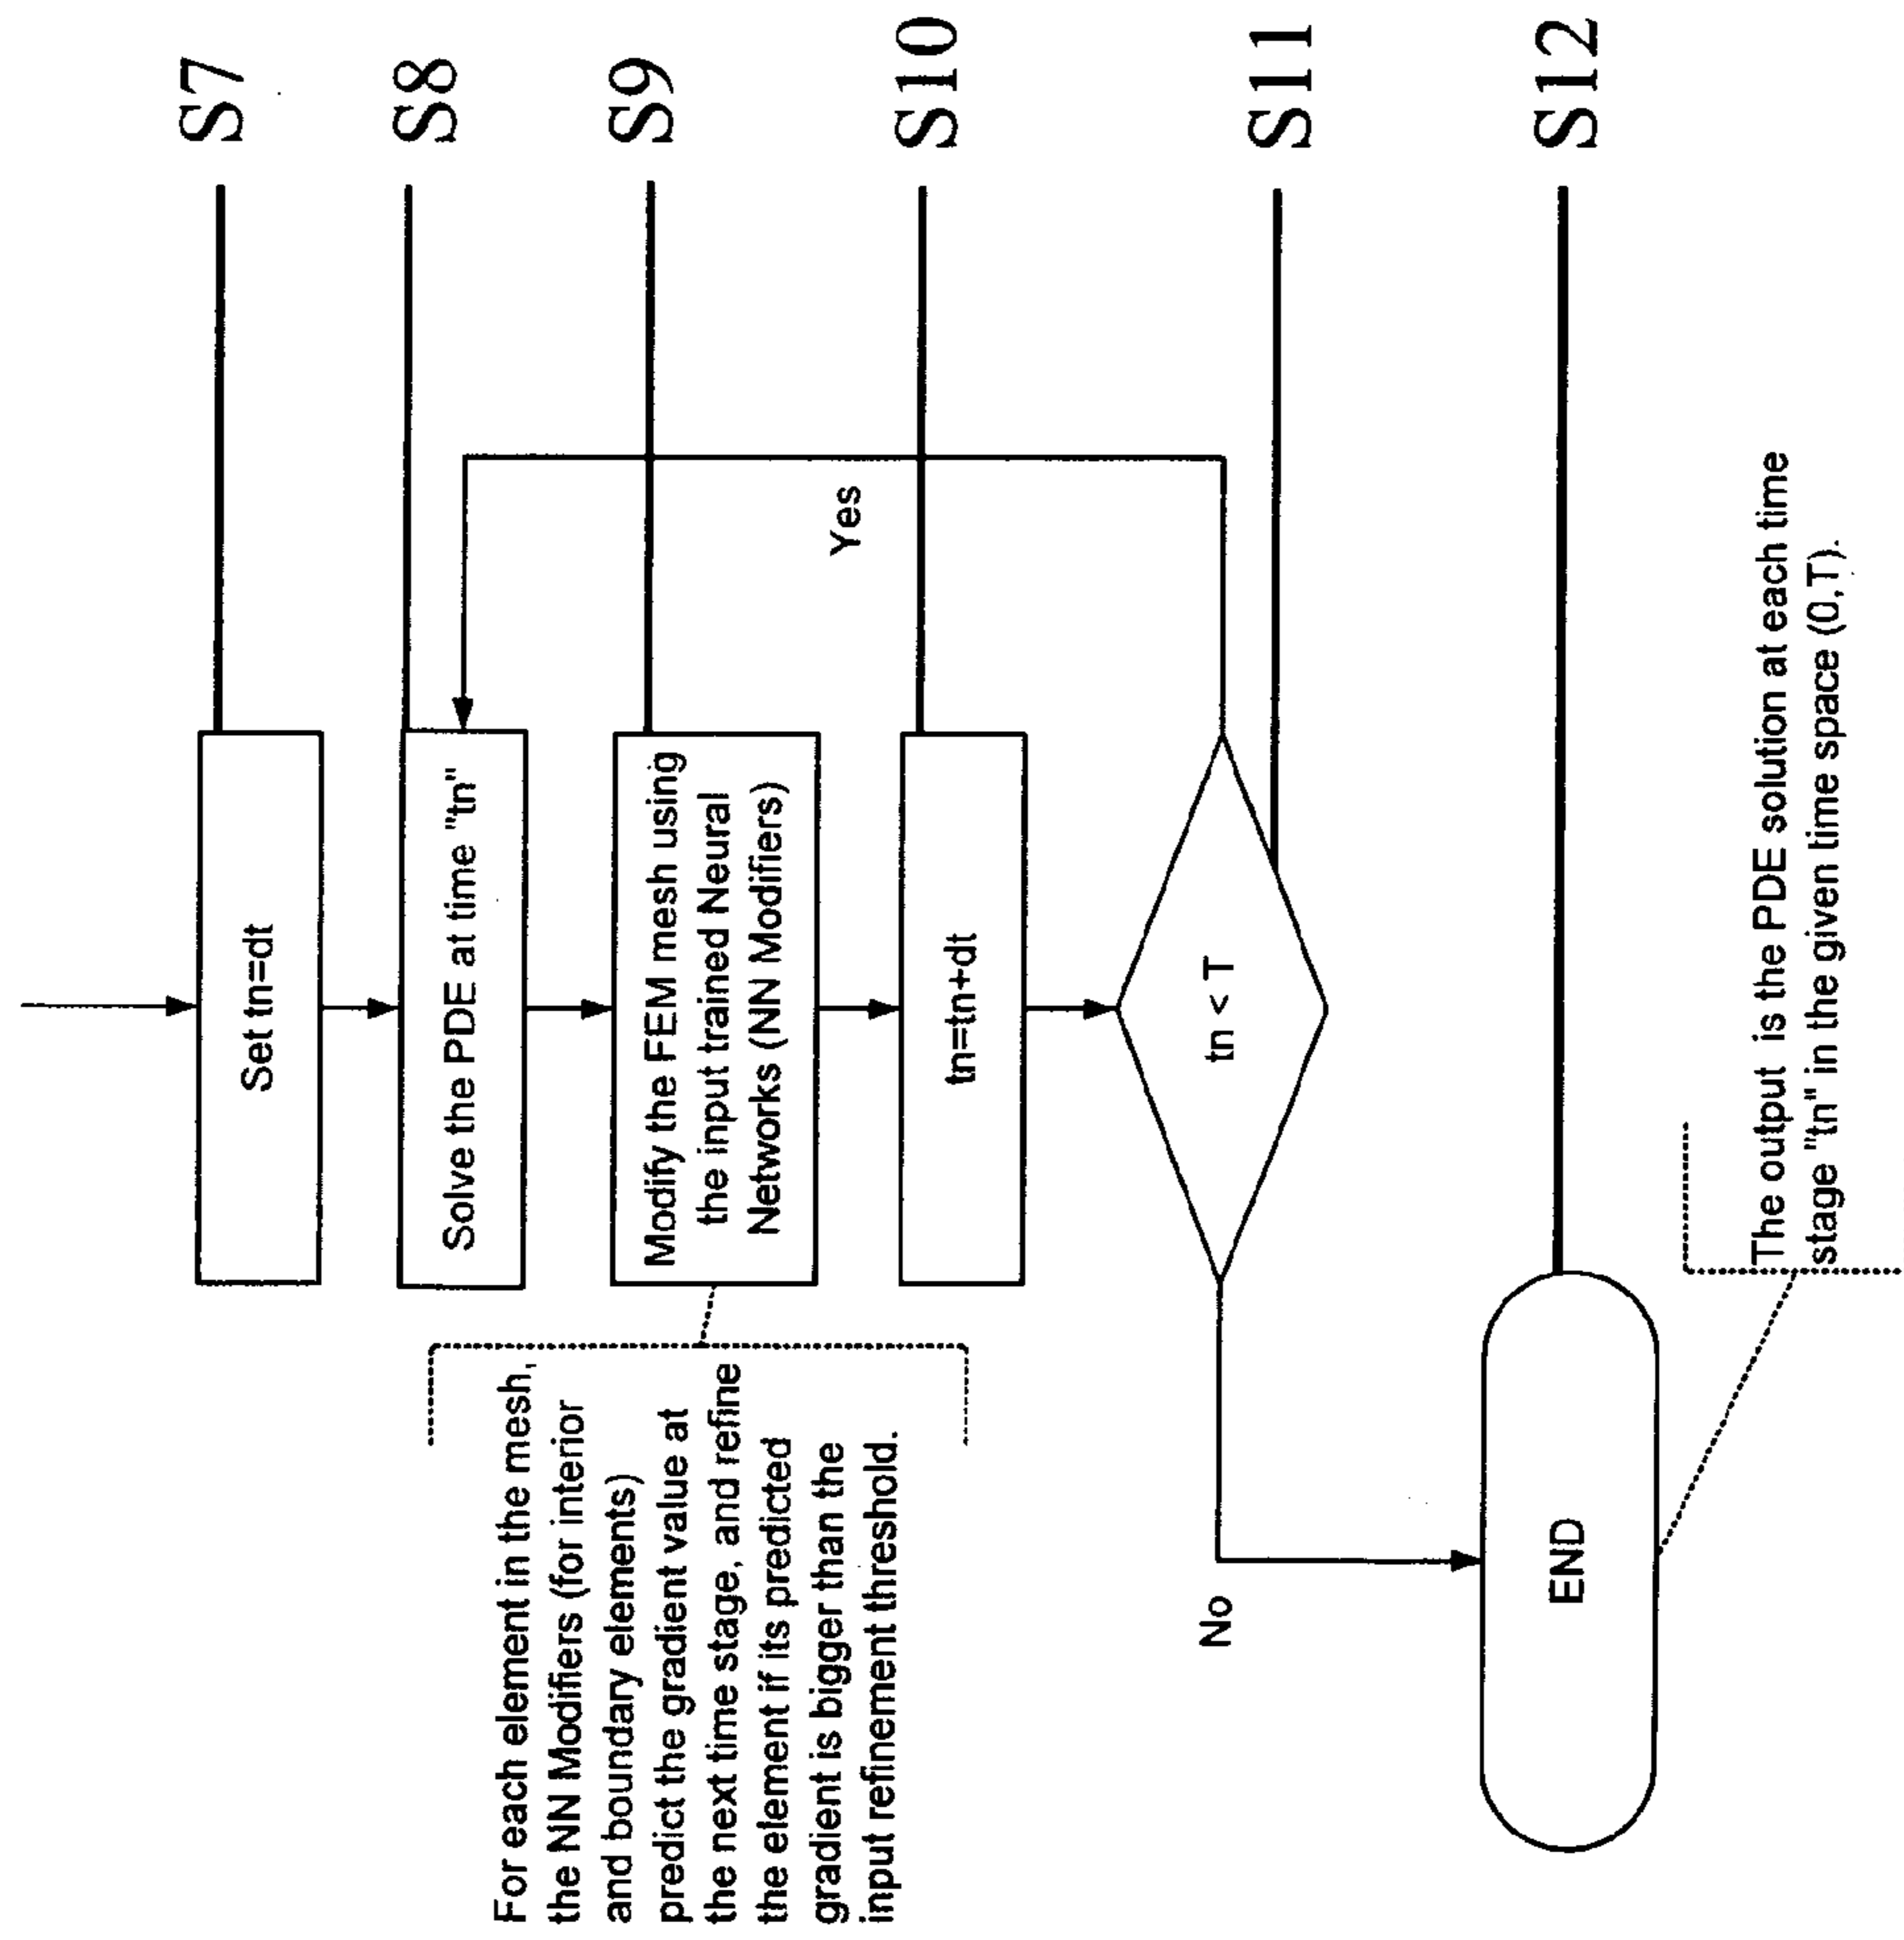 S7
Set tn=dt
S8
Solve the PDE at time "tn"
S9
Modify the FEM mesh using
the input trained Neural
Networks (NN Modifiers)
For each element in the mesh,
the NN Modifiers (for interior
and boundary elements)
predict the gradient value at
the next time stage, and refine
the element if its predicted
gradient is bigger than the
input refinement threshold.
Yes
S10
tn=tn+dt
S11
tn < T
No
S12
END
The output is the PDE solution at each time
stage "tn" in the given time space (0,T).